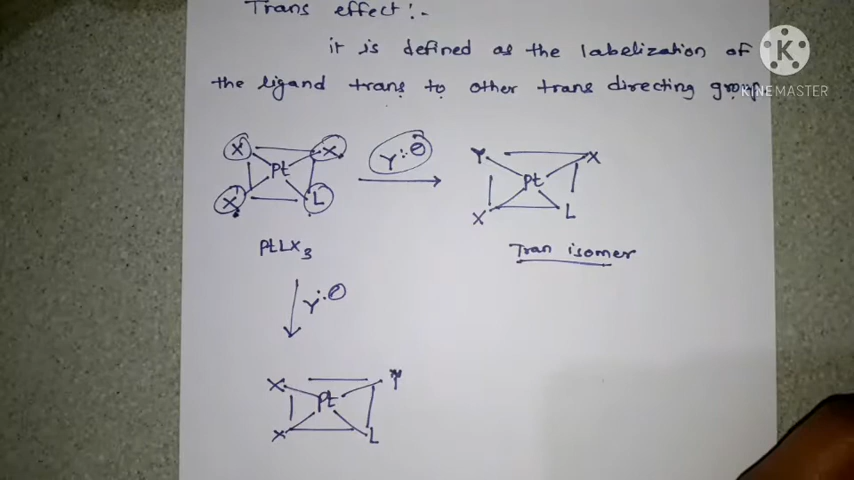 Trans effect:-
it is defined as the labelization of
the ligand trans to other trans directing group
K
KINEMASTER
X X Y:⊖ Y X
Pt Pt
X L X L
PtLX3 Tran isomer
Y:⊖
X Y
Pt
X L